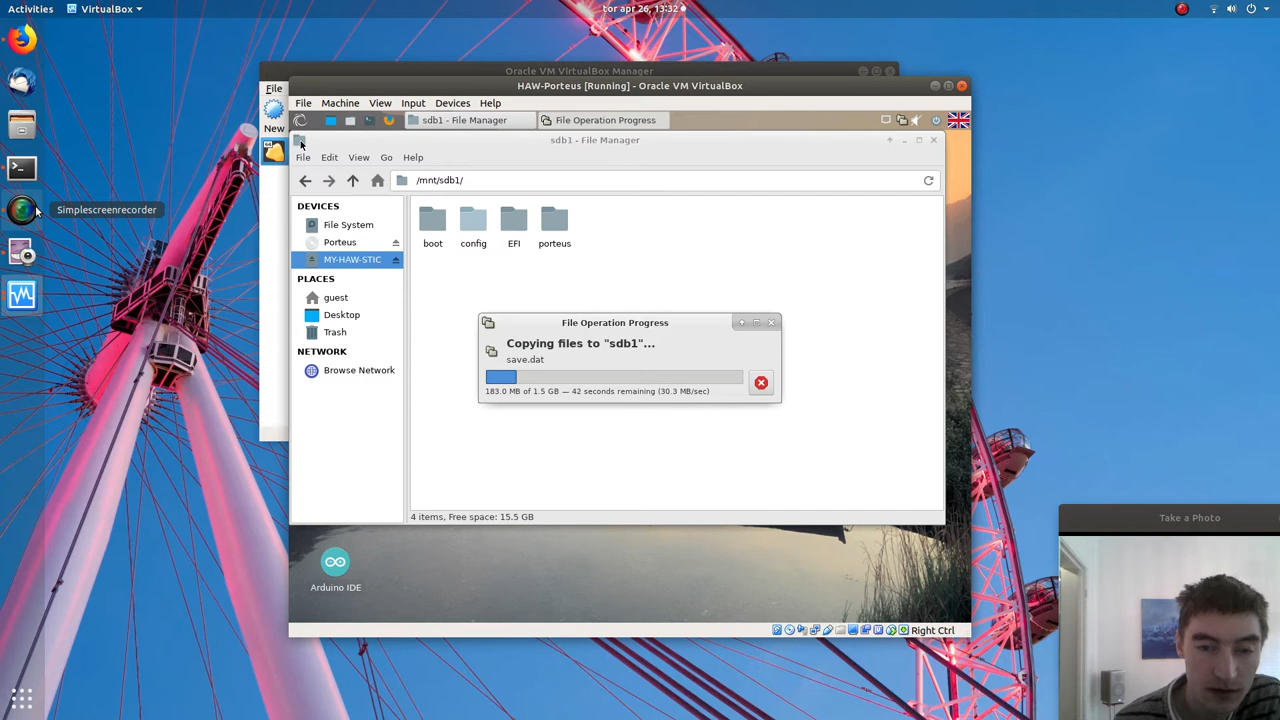 Activities VirtualBox tor apr 26, 13:32
Oracle VM VirtualBox Manager
File
New
HAW-Porteus [Running] - Oracle VM VirtualBox
File Machine View Input Devices Help
sdb1 - File Manager File Operation Progress
sdb1 - File Manager
File Edit View Go Help
/mnt/sdb1/
DEVICES
File System
Porteus
MY-HAW-STIC
PLACES
guest
Desktop
Trash
NETWORK
Browse Network
boot config EFI porteus
File Operation Progress
Copying files to "sdb1"...
save.dat
183.0 MB of 1.5 GB — 42 seconds remaining (30.3 MB/sec)
4 items, Free space: 15.5 GB
Simplescreenrecorder
Arduino IDE
Right Ctrl
Take a Photo